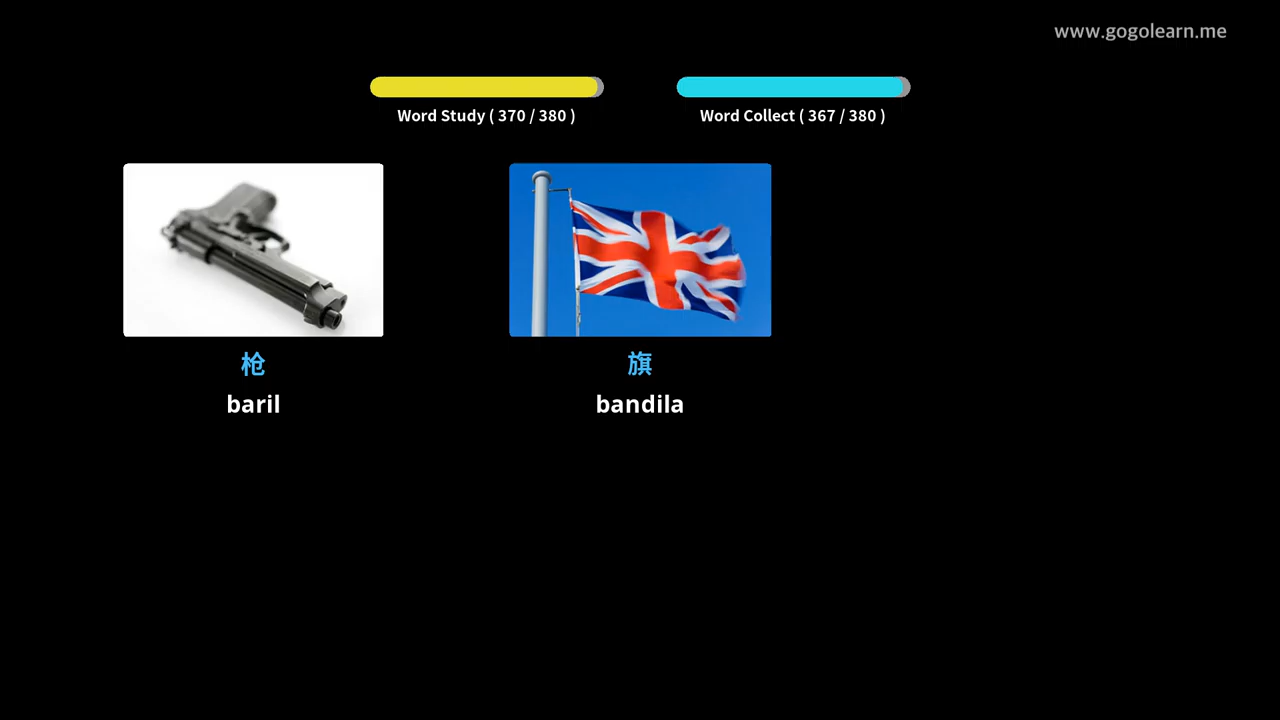 www.gogolearn.me
Word Study ( 370 / 380 )
Word Collect ( 367 / 380 )
枪
旗
baril
bandila